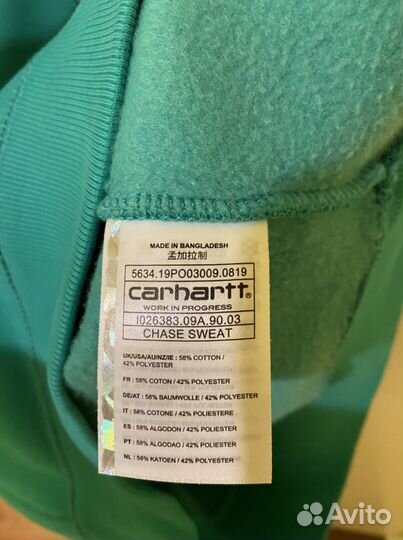 MADE IN BANGLADESH
孟加拉制
5634.19PO03009.0819
carhartt®
WORK IN PROGRESS
I026383.09A.90.03
CHASE SWEAT
UK/USA/AU/NZ/IE : 58% COTTON /
42% POLYESTER
FR : 58% COTON / 42% POLYESTER
DE/AT : 58% BAUMWOLLE / 42% POLYESTER
IT : 58% COTONE / 42% POLIESTERE
ES : 58% ALGODON / 42% POLYESTER
PT : 58% ALGODAO / 42% POLYESTER
NL : 58% KATOEN / 42% POLYESTER
Avito